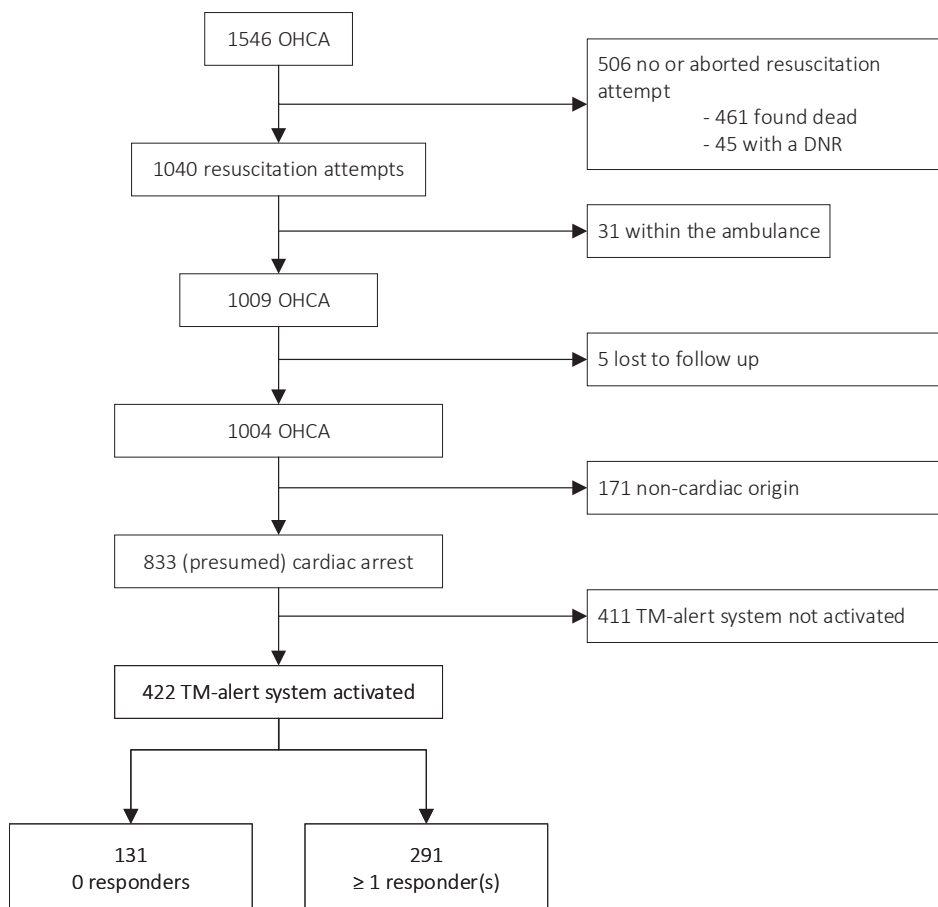 1546 OHCA
506 no or aborted resuscitation
attempt
- 461 found dead
- 45 with a DNR
1040 resuscitation attempts
31 within the ambulance
1009 OHCA
5 lost to follow up
1004 OHCA
171 non-cardiac origin
833 (presumed) cardiac arrest
411 TM-alert system not activated
422 TM-alert system activated
131
0 responders
291
≥ 1 responder(s)